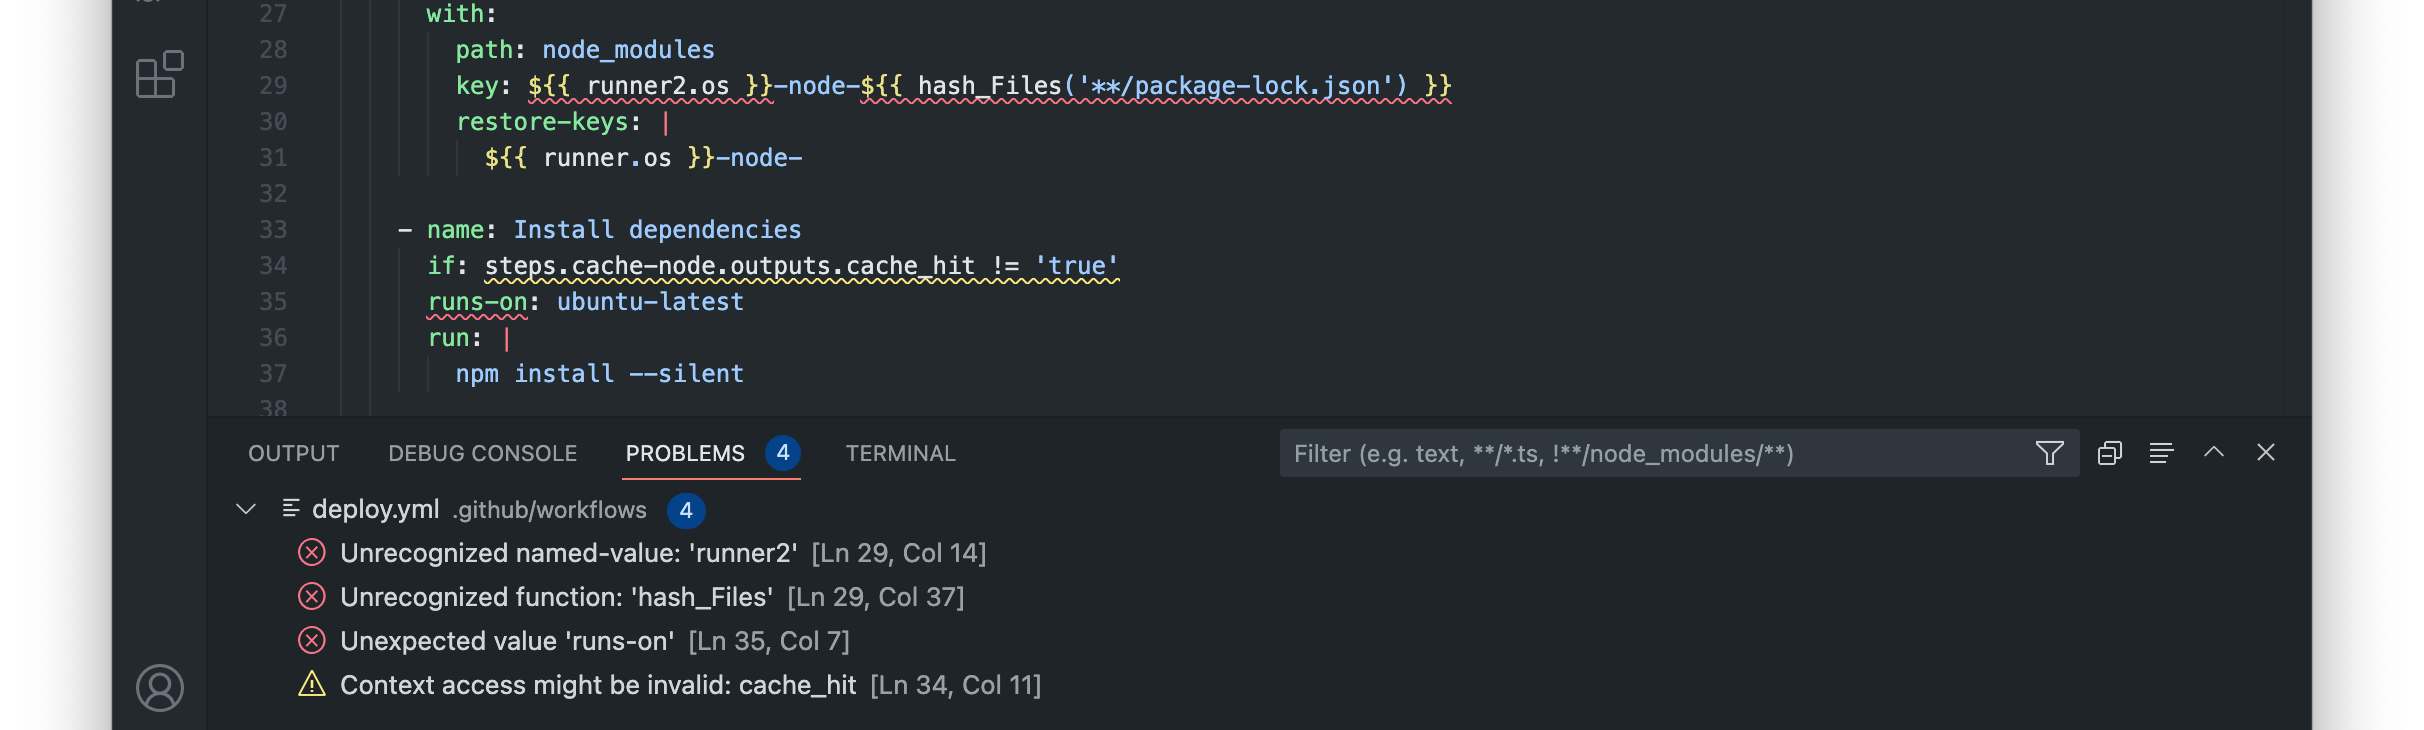 27 with:
28 path: node_modules
29 key: ${{ runner2.os }}-node-${{ hash_Files('**/package-lock.json') }}
30 restore-keys: |
31 ${{ runner.os }}-node-
32
33 - name: Install dependencies
34 if: steps.cache-node.outputs.cache_hit != 'true'
35 runs-on: ubuntu-latest
36 run: |
37 npm install --silent
38
OUTPUT DEBUG CONSOLE PROBLEMS 4 TERMINAL Filter (e.g. text, **/*.ts, !**/node_modules/**)
deploy.yml .github/workflows 4
Unrecognized named-value: 'runner2' [Ln 29, Col 14]
Unrecognized function: 'hash_Files' [Ln 29, Col 37]
Unexpected value 'runs-on' [Ln 35, Col 7]
Context access might be invalid: cache_hit [Ln 34, Col 11]